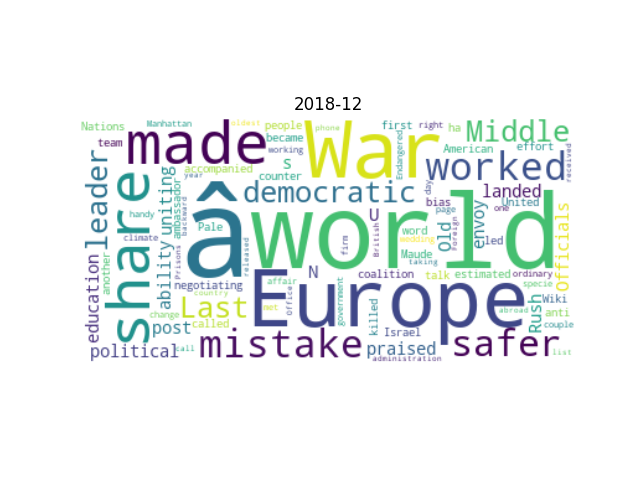 2018-12
Nations
Manhattan
oldest
people
phone
first
right
ha
Middle
team
made
became
working
War
Endangered
American
effort
received
leader
share
accompanied
year
S
counter
worked
uniting
ability
ambassador
backward
democratic
day
bias
landed
another
handy
â
world
page
one
United
envoy
Old
U
British
word
wedding
Officials
climate
Pale
firm
Maude
taking
Foreign
led
education
Prisons
released
Europe
N
coalition
talk
estimated
ordinary
specie
negotiating
affair
Office
government
country
Last
met
killed
Israel
abroad
Rush
Wiki
anti
couple
change
post
called
political
call
mistake
praised
administration
safer
list